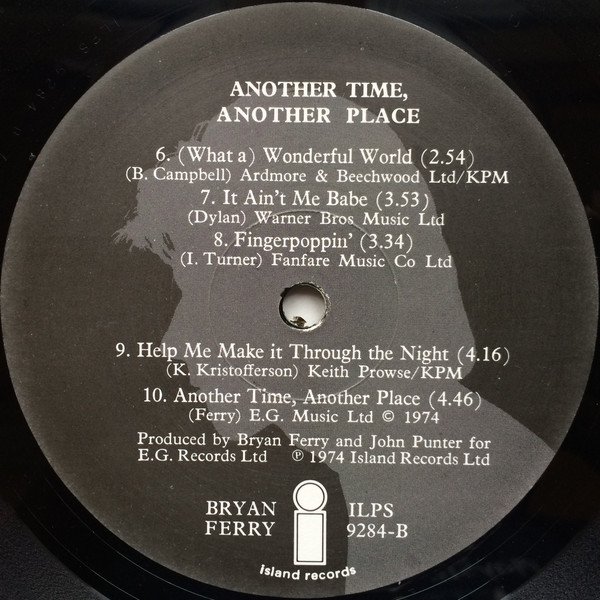 ANOTHER TIME,
ANOTHER PLACE
6. (What a) Wonderful World (2.54)
(B. Campbell) Ardmore & Beechwood Ltd/KPM
7. It Ain't Me Babe (3.53)
(Dylan) Warner Bros Music Ltd
8. Fingerpoppin' (3.34)
(I. Turner) Fanfare Music Co Ltd
9. Help Me Make it Through the Night (4.16)
(K. Kristofferson) Keith Prowse/KPM
10. Another Time, Another Place (4.46)
(Ferry) E.G. Music Ltd © 1974
Produced by Bryan Ferry and John Punter for
E.G. Records Ltd ℗ 1974 Island Records Ltd
BRYAN ILPS
FERRY 9284-B
island records